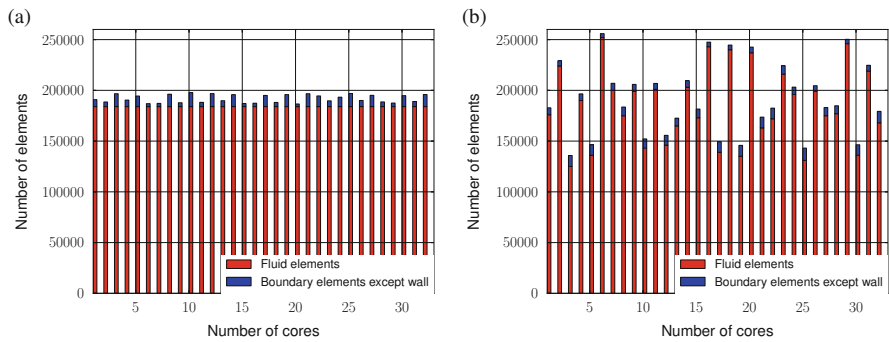 (a)
250000
200000
150000
100000
50000
0
Number of elements
Fluid elements
Boundary elements except wall
5 10 15 20 25 30
Number of cores
(b)
250000
200000
150000
100000
50000
0
Number of elements
Fluid elements
Boundary elements except wall
5 10 15 20 25 30
Number of cores